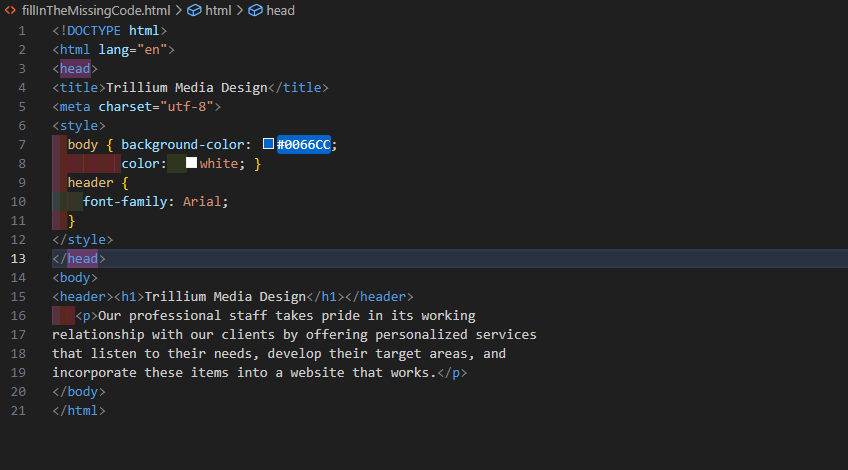 fillInTheMissingCode.html > html > head
1 <!DOCTYPE html>
2 <html lang="en">
3 <head>
4 <title>Trillium Media Design</title>
5 <meta charset="utf-8">
6 <style>
7 body { background-color: #0066CC;
8 color: white; }
9 header {
10 font-family: Arial;
11 }
12 </style>
13 </head>
14 <body>
15 <header><h1>Trillium Media Design</h1></header>
16 <p>Our professional staff takes pride in its working
17 relationship with our clients by offering personalized services
18 that listen to their needs, develop their target areas, and
19 incorporate these items into a website that works.</p>
20 </body>
21 </html>